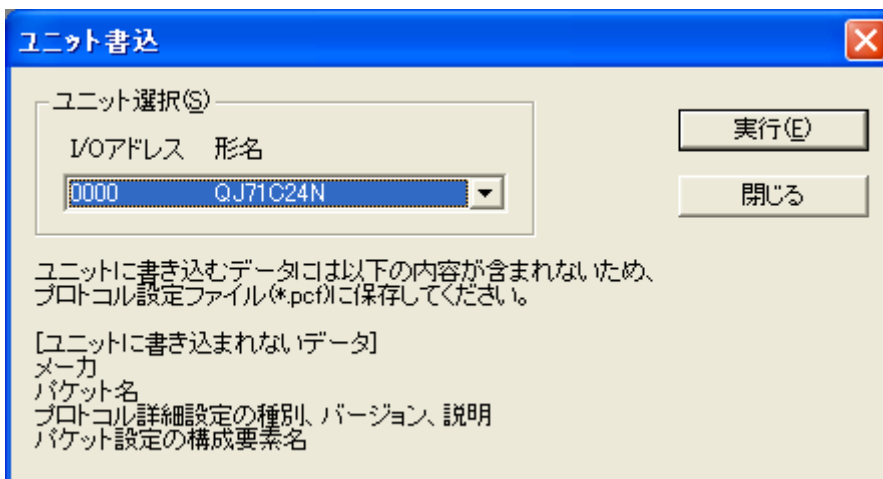 ユニット書込
ユニット選択(S)
I/Oアドレス 形名
0000 QJ71C24N
実行(E)
閉じる
ユニットに書き込むデータには以下の内容が含まれないため、
プロトコル設定ファイル(*.pcf)に保存してください。
[ユニットに書き込まれないデータ]
メーカ
パケット名
プロトコル詳細設定の種別、バージョン、説明
パケット設定の構成要素名